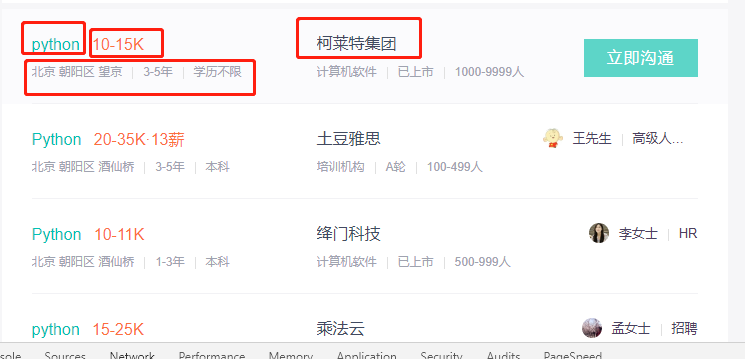 python 10-15K 柯莱特集团
立即沟通
北京 朝阳区 望京 3-5年 学历不限 计算机软件 已上市 1000-9999人
Python 20-35K·13薪 土豆雅思 王先生 高级人...
北京 朝阳区 酒仙桥 3-5年 本科 培训机构 A轮 100-499人
Python 10-11K 绛门科技 李女士 HR
北京 朝阳区 酒仙桥 1-3年 本科 计算机软件 已上市 500-999人
python 15-25K 乘法云 孟女士 招聘
nsole Sources Network Performance Memory Application Security Audits PageSpeed